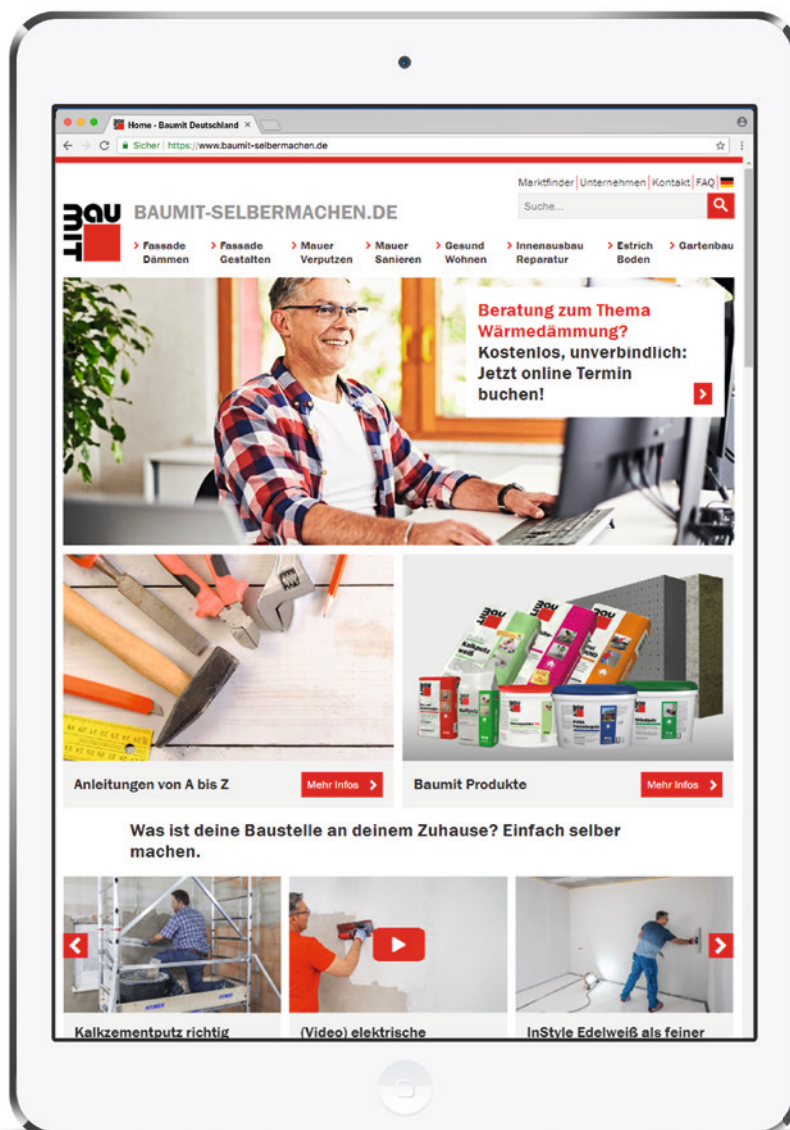 Home - Baumit Deutschland
Sicher | https://www.baumit-selbermachen.de
Marktfinder | Unternehmen | Kontakt | FAQ
Suche...
BAUMIT
BAUMIT-SELBERMACHEN.DE
Fassade Dämmen
Fassade Gestalten
Mauer Verputzen
Mauer Sanieren
Gesund Wohnen
Innenausbau Reparatur
Estrich Boden
Gartenbau
Beratung zum Thema
Wärmedämmung?
Kostenlos, unverbindlich:
Jetzt online Termin
buchen!
Kalkputz
weiß
Anleitungen von A bis Z
Mehr Infos
Baumit Produkte
Mehr Infos
Was ist deine Baustelle an deinem Zuhause? Einfach selber
machen.
Kalkzementputz richtig
(Video) elektrische
InStyle Edelweiß als feiner